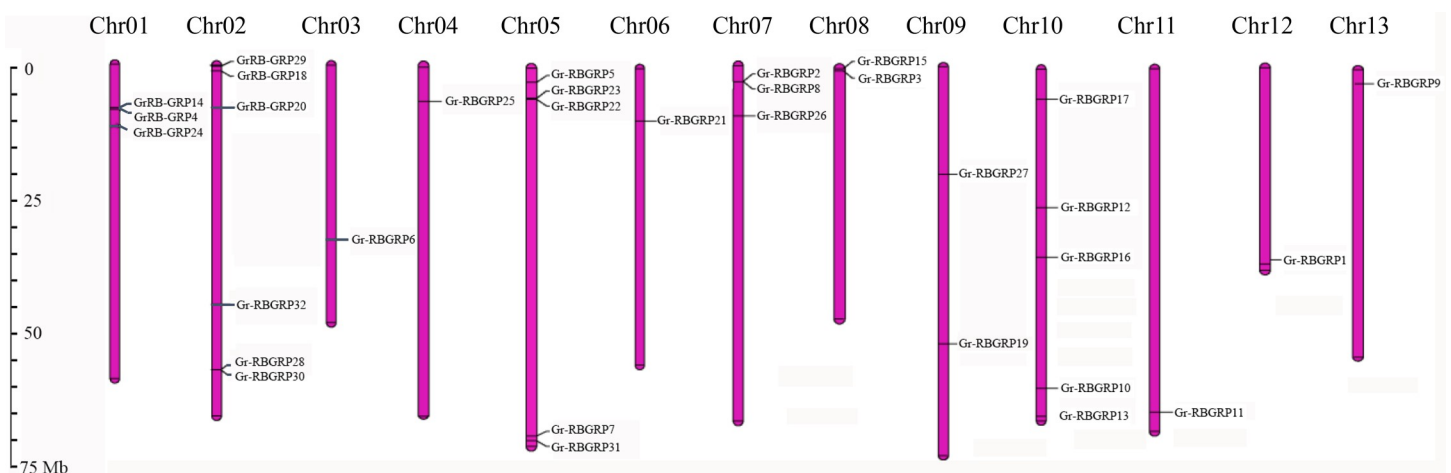 Chr01 Chr02 Chr03 Chr04 Chr05 Chr06 Chr07 Chr08 Chr09 Chr10 Chr11 Chr12 Chr13
0
25
50
75 Mb
GrRB-GRP14
GrRB-GRP4
GrRB-GRP24
GrRB-GRP29
GrRB-GRP18
GrRB-GRP20
Gr-RBGRP32
Gr-RBGRP28
Gr-RBGRP30
Gr-RBGRP6
Gr-RBGRP25
Gr-RBGRP5
Gr-RBGRP23
Gr-RBGRP22
Gr-RBGRP7
Gr-RBGRP31
Gr-RBGRP21
Gr-RBGRP2
Gr-RBGRP8
Gr-RBGRP26
Gr-RBGRP15
Gr-RBGRP3
Gr-RBGRP27
Gr-RBGRP19
Gr-RBGRP17
Gr-RBGRP12
Gr-RBGRP16
Gr-RBGRP10
Gr-RBGRP13
Gr-RBGRP11
Gr-RBGRP1
Gr-RBGRP9